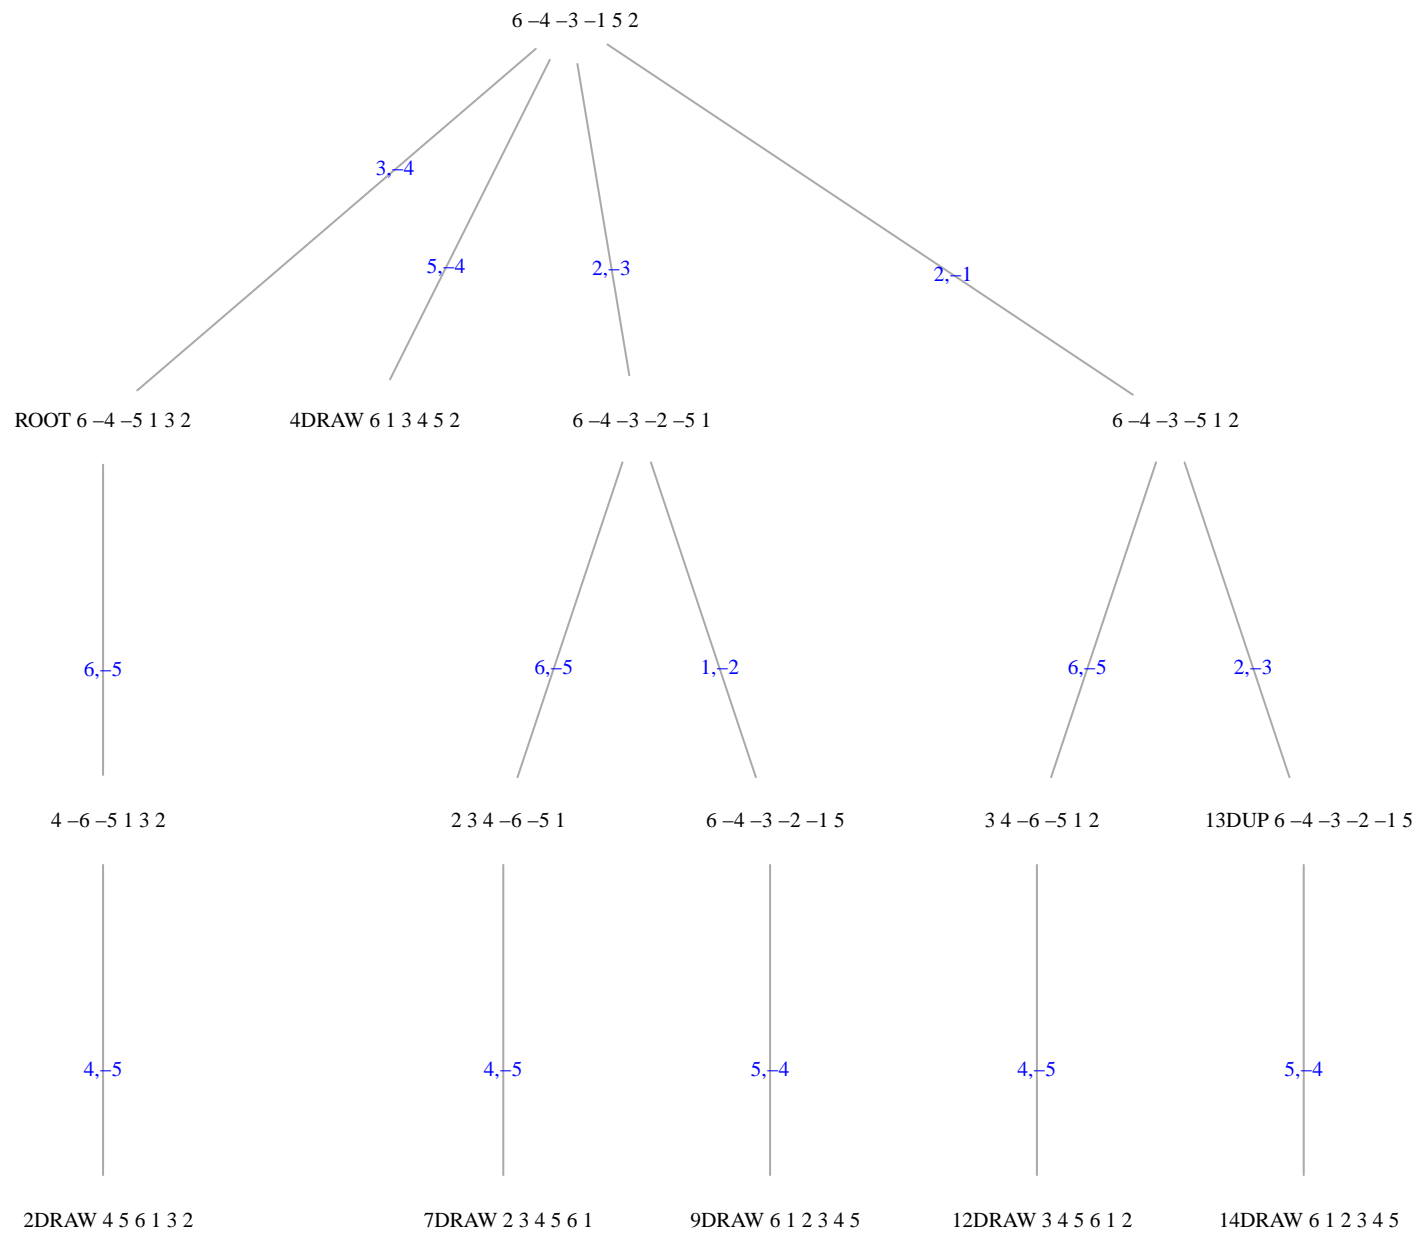 6 –4 –3 –1 5 2
3,–4
5,–4
2,–3
2,–1
ROOT 6 –4 –5 1 3 2
4DRAW 6 1 3 4 5 2
6 –4 –3 –2 –5 1
6 –4 –3 –5 1 2
6,–5
6,–5
1,–2
6,–5
2,–3
4 –6 –5 1 3 2
2 3 4 –6 –5 1
6 –4 –3 –2 –1 5
3 4 –6 –5 1 2
13DUP 6 –4 –3 –2 –1 5
4,–5
4,–5
5,–4
4,–5
5,–4
2DRAW 4 5 6 1 3 2
7DRAW 2 3 4 5 6 1
9DRAW 6 1 2 3 4 5
12DRAW 3 4 5 6 1 2
14DRAW 6 1 2 3 4 5